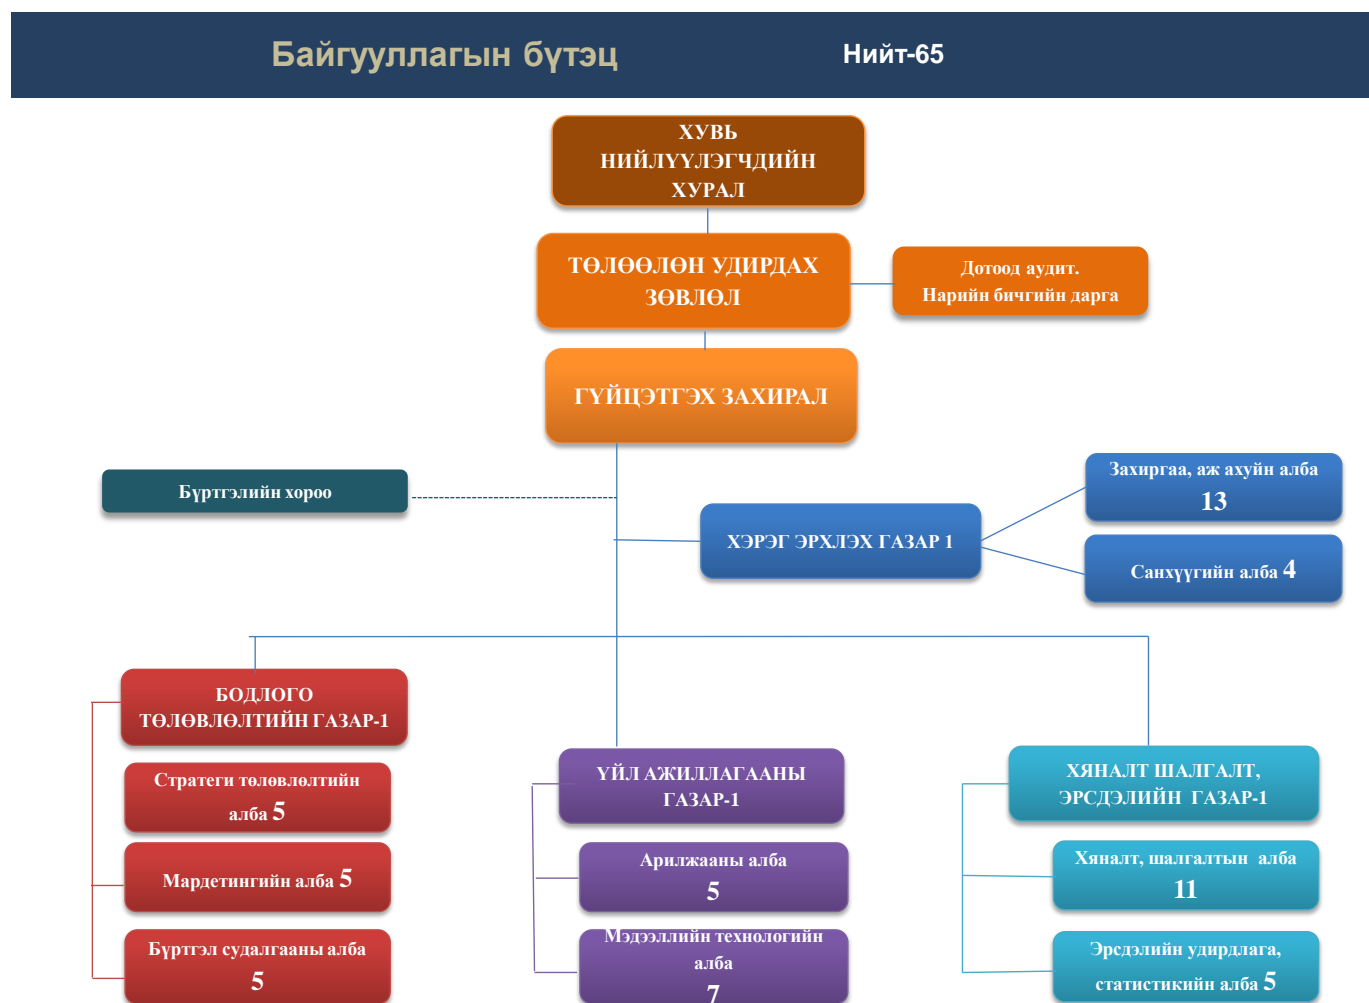 Байгууллагын бүтэц
Нийт-65
ХУВЬ
НИЙЛҮҮЛЭГЧДИЙН
ХУРАЛ
ТӨЛӨӨЛӨН УДИРДАХ
ЗӨВЛӨЛ
Дотоод аудит.
Нарийн бичгийн дарга
ГҮЙЦЭТГЭХ ЗАХИРАЛ
Бүртгэлийн хороо
ХЭРЭГ ЭРХЛЭХ ГАЗАР 1
Захиргаа, аж ахуйн алба
13
Санхүүгийн алба 4
БОДЛОГО
ТӨЛӨВЛӨЛТИЙН ГАЗАР-1
Стратеги төлөвлөлтийн
алба 5
Мардетингийн алба 5
Бүртгэл судалгааны алба
5
ҮЙЛ АЖИЛЛАГААНЫ
ГАЗАР-1
Арилжааны алба
5
Мэдээллийн технологийн
алба
7
ХЯНАЛТ ШАЛГАЛТ,
ЭРСДЭЛИЙН ГАЗАР-1
Хяналт, шалгалтын алба
11
Эрсдэлийн удирдлага,
статистикийн алба 5